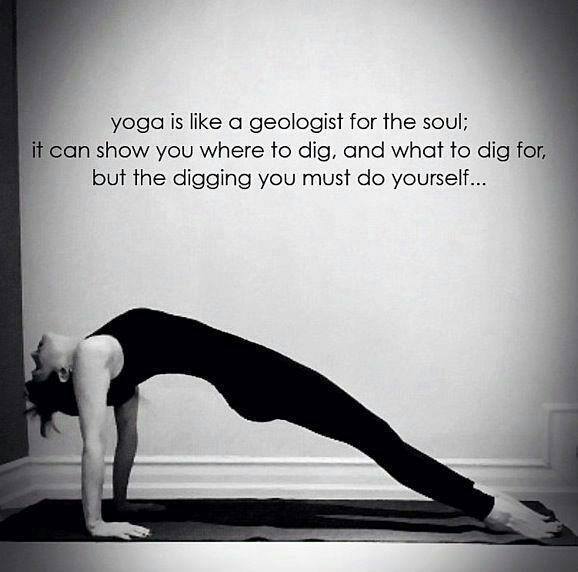 yoga is like a geologist for the soul;
it can show you where to dig, and what to dig for,
but the digging you must do yourself...